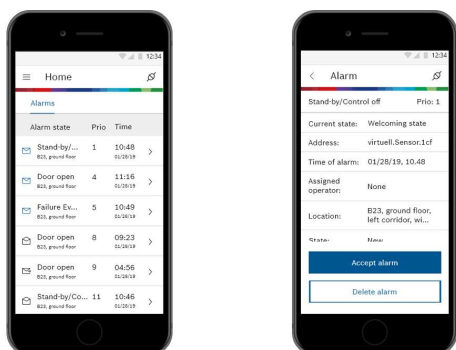 12:34
Home
Alarms
Alarm state Prio Time
Stand-by/... 1 10:48
B23, ground floor 01/28/19
Door open 4 11:16
B23, ground floor 01/28/19
Failure Ev... 5 10:49
B23, ground floor 01/28/19
Door open 8 09:23
B23, ground floor 01/28/19
Door open 9 04:56
B23, ground floor 01/28/19
Stand-by/Co... 11 10:46
B23, ground floor 01/28/19
12:34
Alarm
Stand-by/Control off Prio: 1
Current state: Welcoming state
Address: virtuell.Sensor.1cf
Time of alarm: 01/28/19, 10.48
Assigned
operator: None
Location: B23, ground floor,
left corridor, wi...
State: New
Accept alarm
Delete alarm